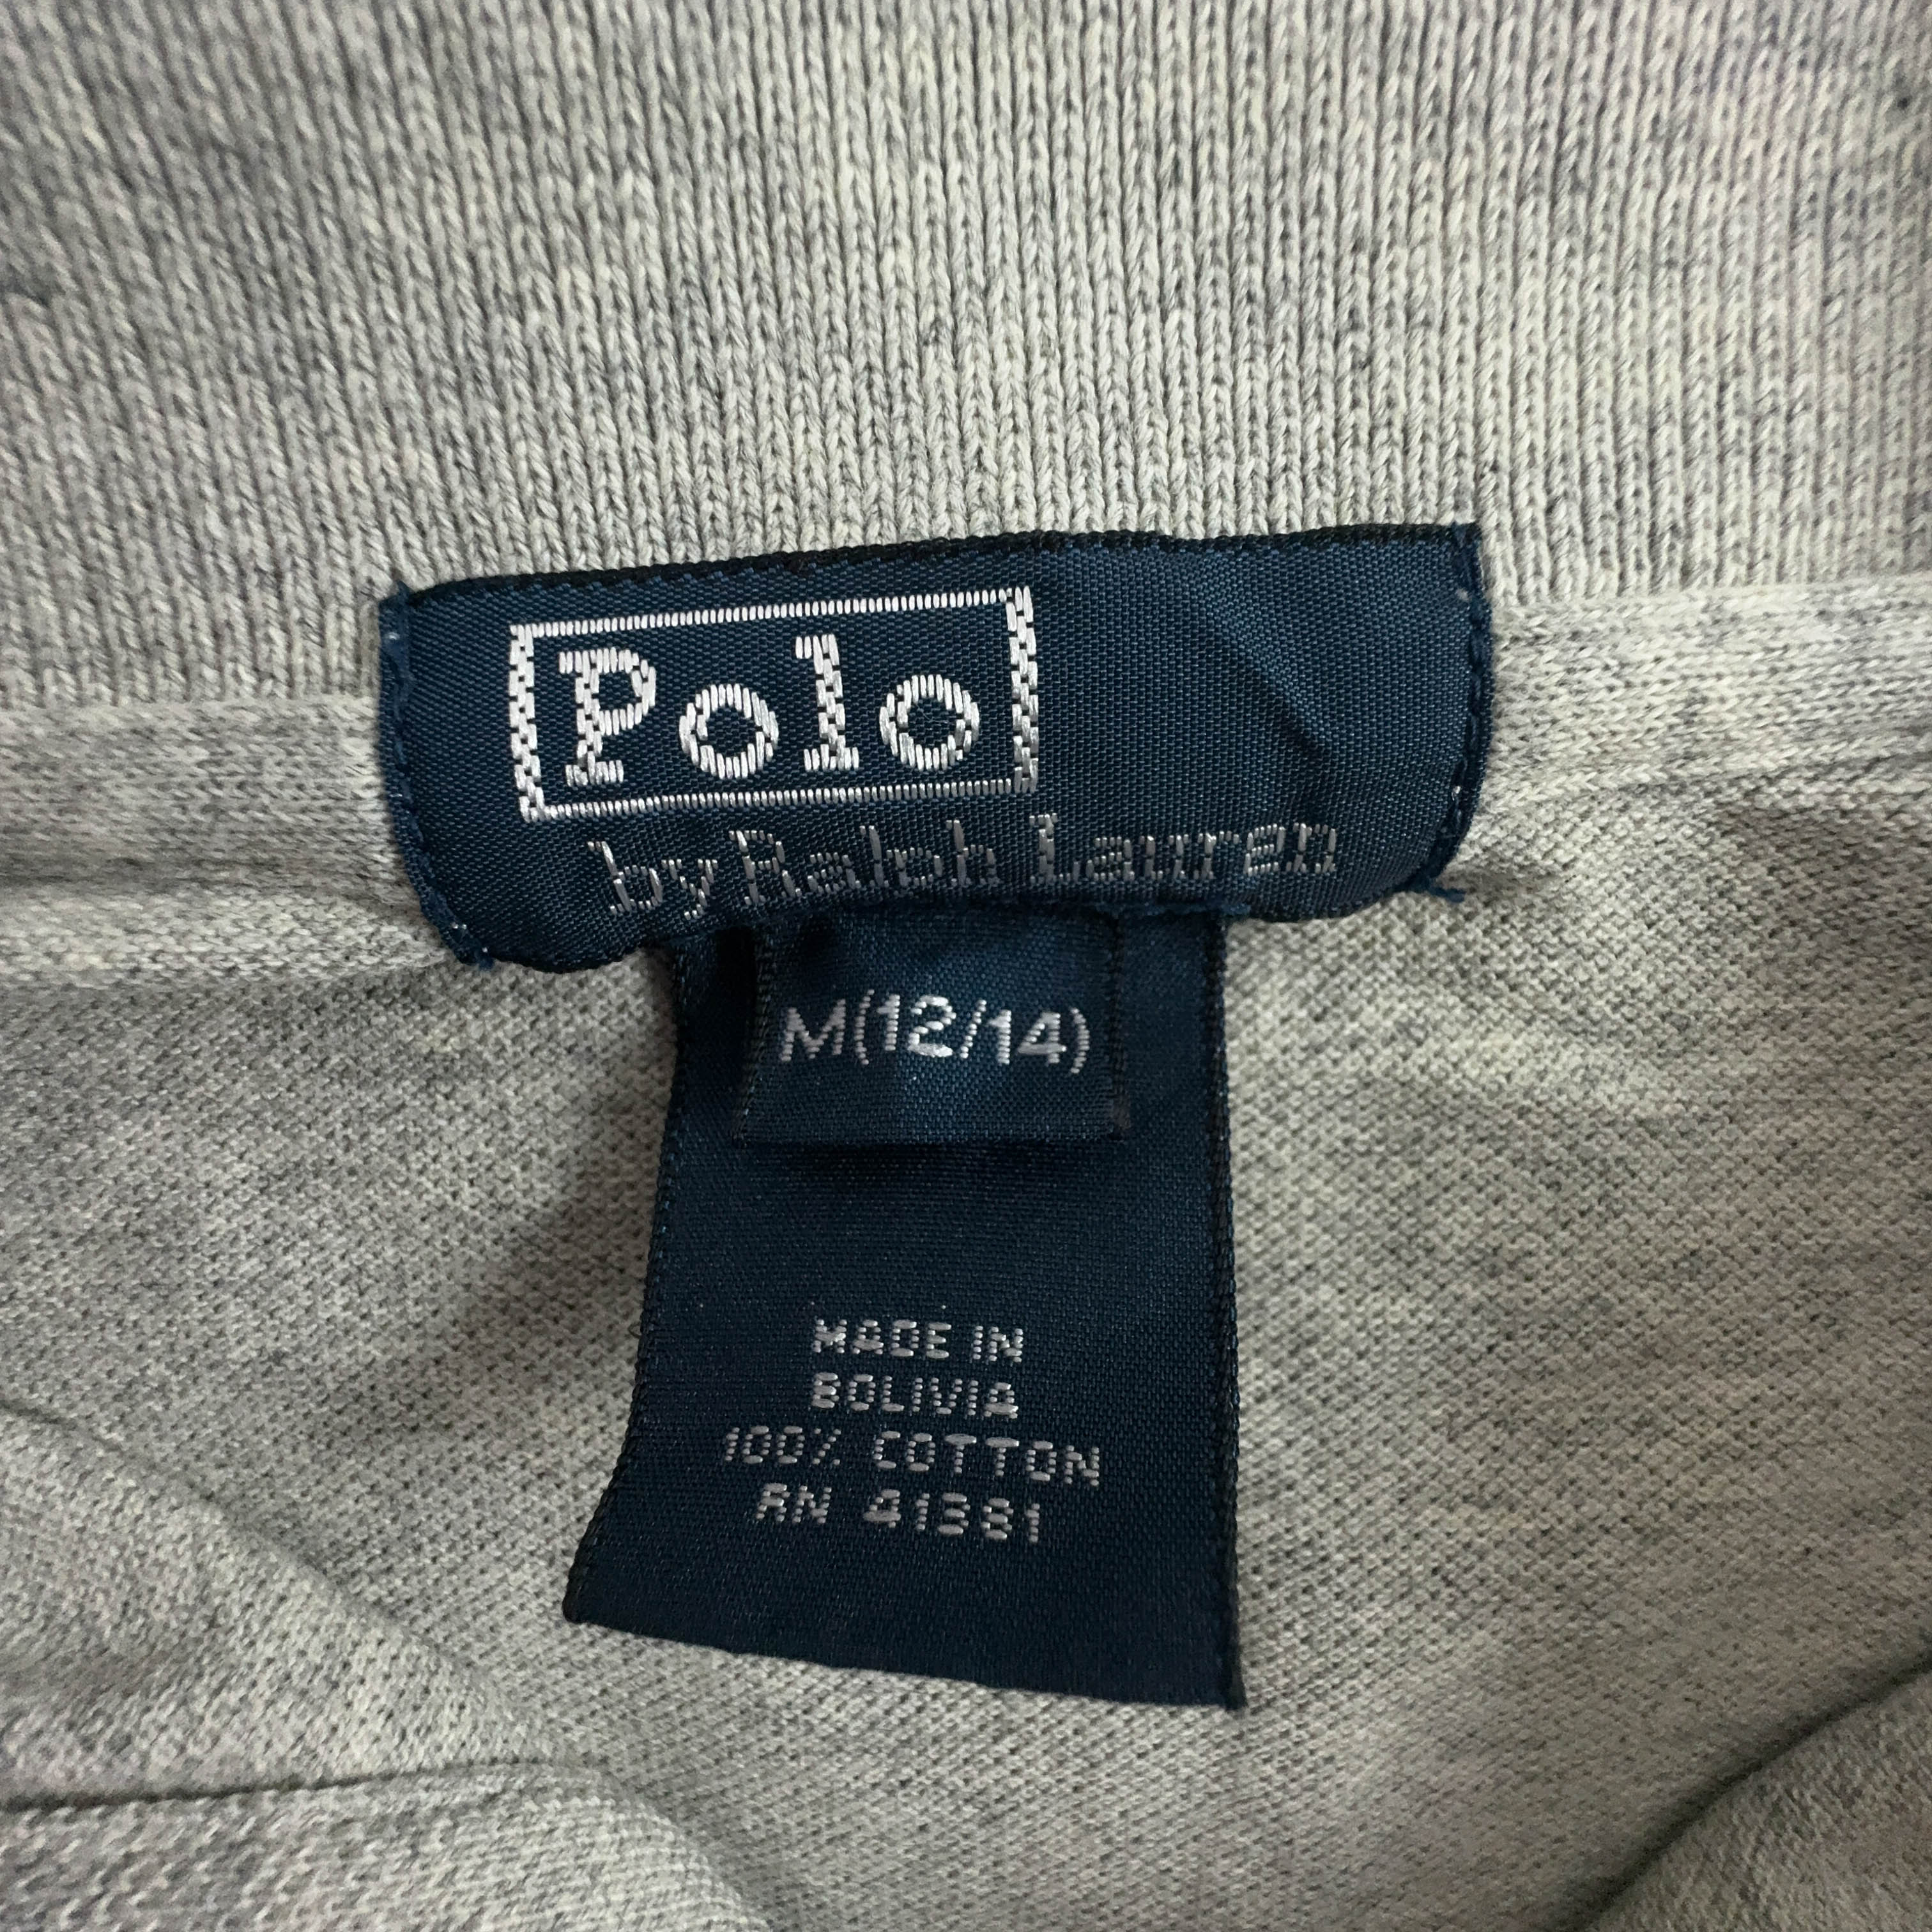 Polo
by Ralph Lauren
M(12/14)
MADE IN
BOLIVIA
100% COTTON
RN 41381